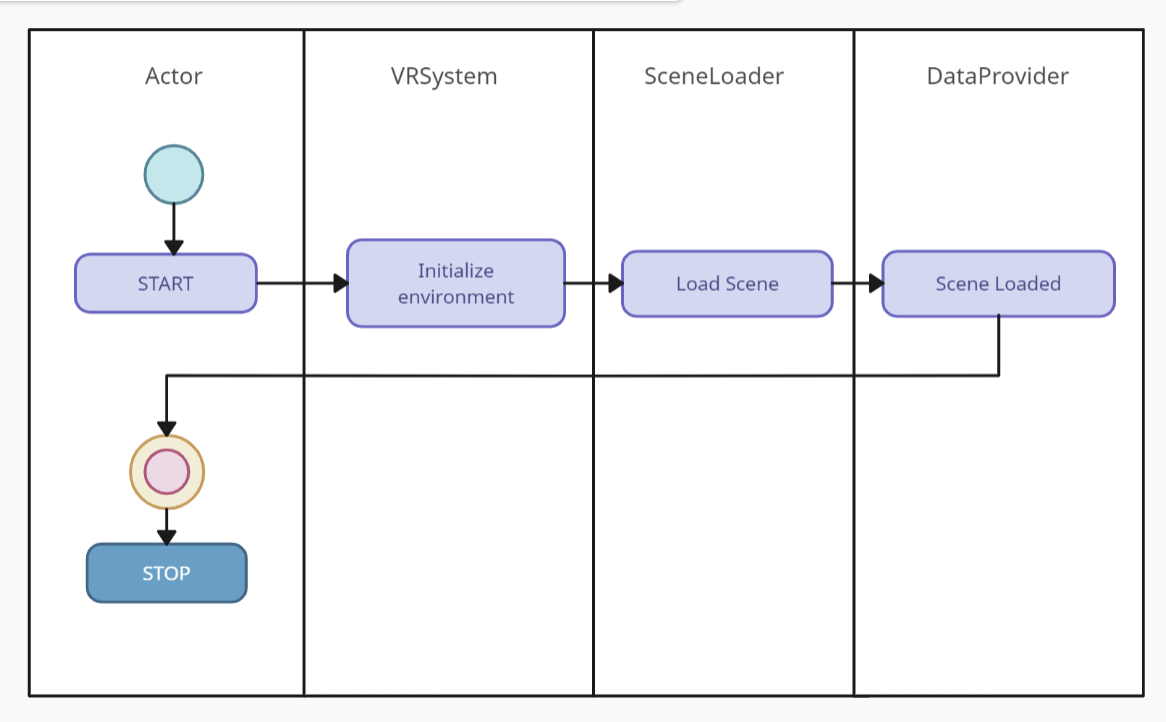 Actor
VRSystem
SceneLoader
DataProvider
START
Initialize
environment
Load Scene
Scene Loaded
STOP